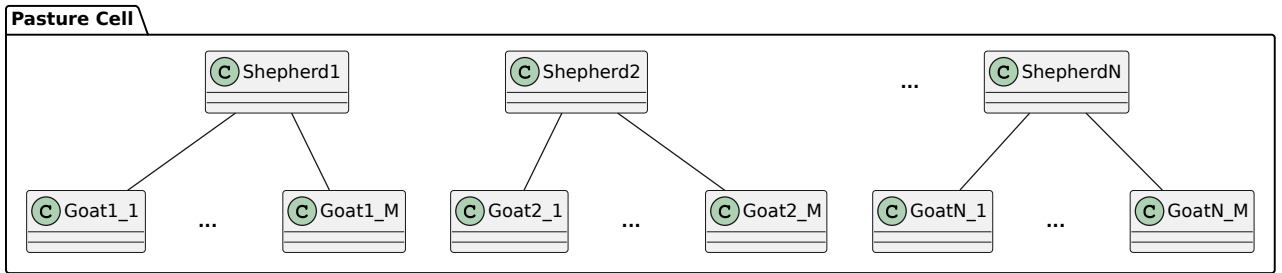 Pasture Cell
C Shepherd1
C Shepherd2
...
C ShepherdN
C Goat1_1
...
C Goat1_M
C Goat2_1
...
C Goat2_M
C GoatN_1
...
C GoatN_M